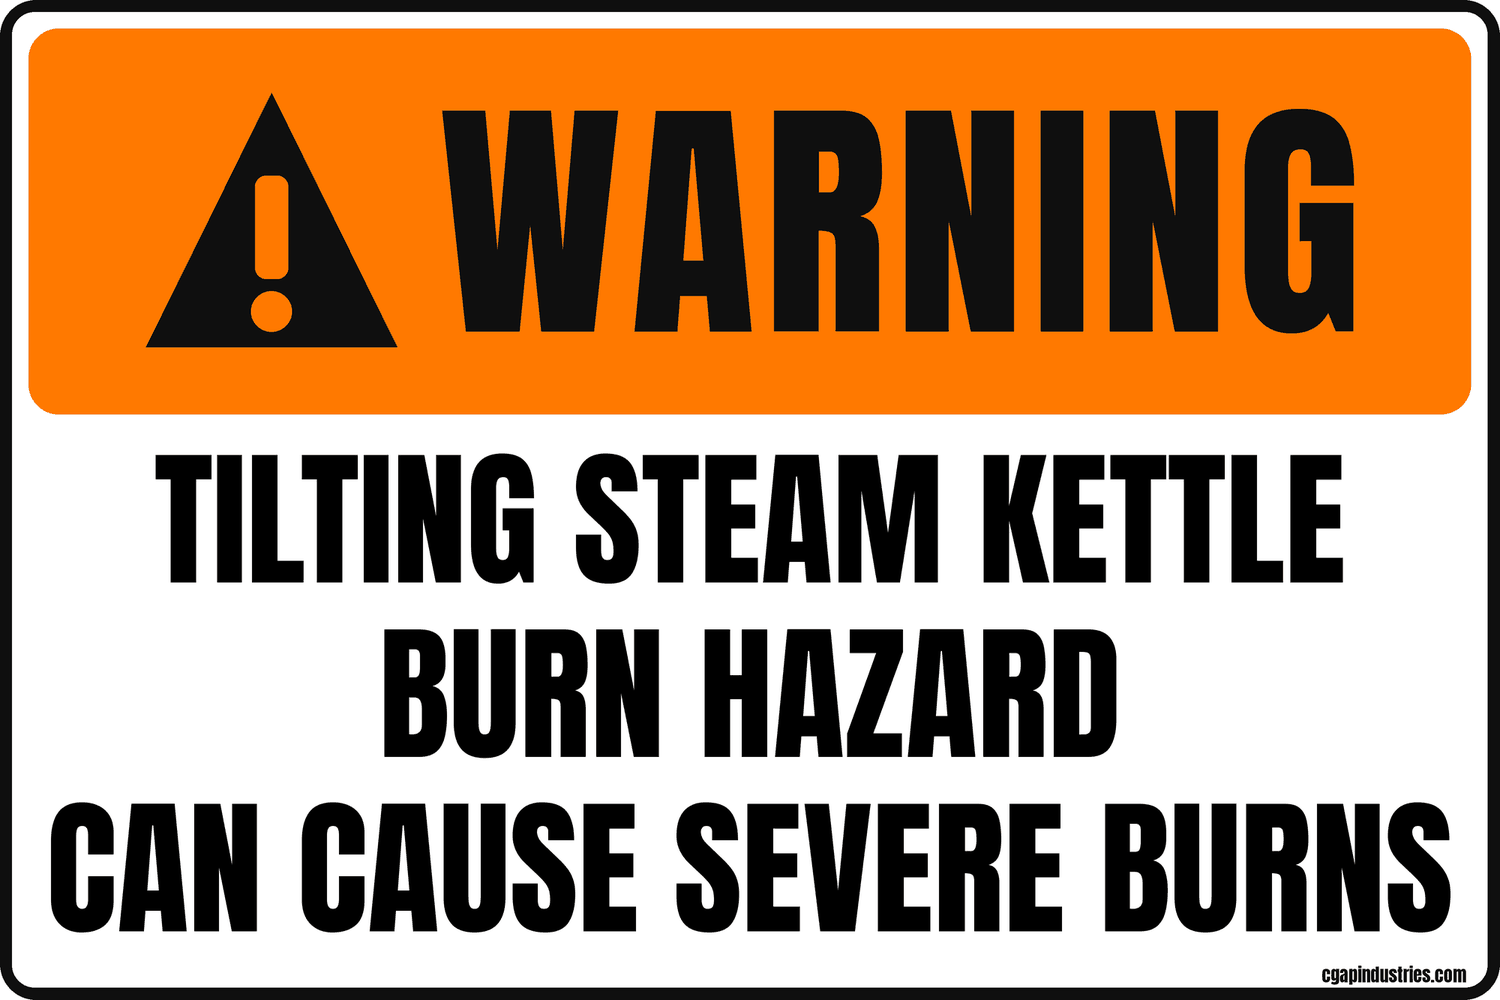 WARNING
TILTING STEAM KETTLE
BURN HAZARD
CAN CAUSE SEVERE BURNS
cgapindustries.com